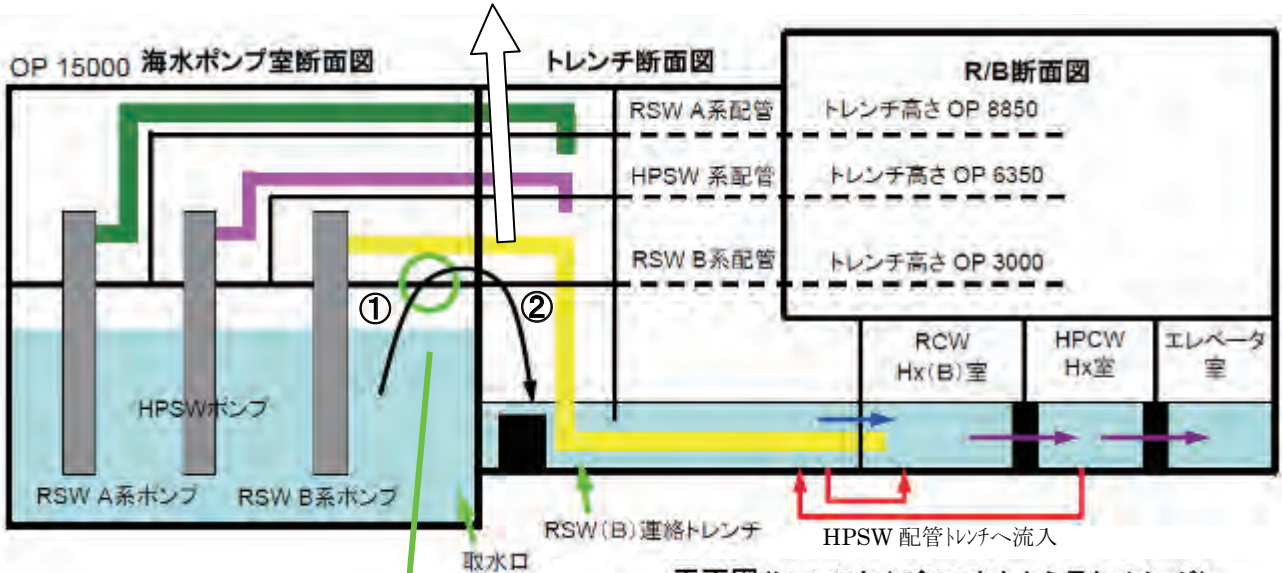 OP 15000 海水ポンプ室断面図
トレンチ断面図
R/B断面図
RSW A系配管
トレンチ高さ OP 8850
HPSW 系配管
トレンチ高さ OP 6350
RSW B系配管
トレンチ高さ OP 3000
①
②
RCW
Hx(B)室
HPCW
Hx室
エレベータ
室
HPSWポンプ
RSW A系ポンプ
RSW B系ポンプ
RSW(B)連絡トレンチ
HPSW 配管トレンチへ流入
取水口